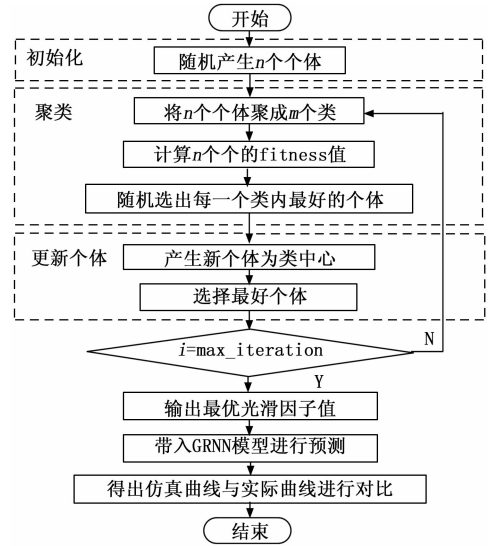 开始
初始化
随机产生n个个体
聚类
将n个个体聚成m个类
计算n个个的fitness值
随机选出每一个类内最好的个体
更新个体
产生新个体为类中心
选择最好个体
i=max_iteration
N
Y
输出最优光滑因子值
带入GRNN模型进行预测
得出仿真曲线与实际曲线进行对比
结束